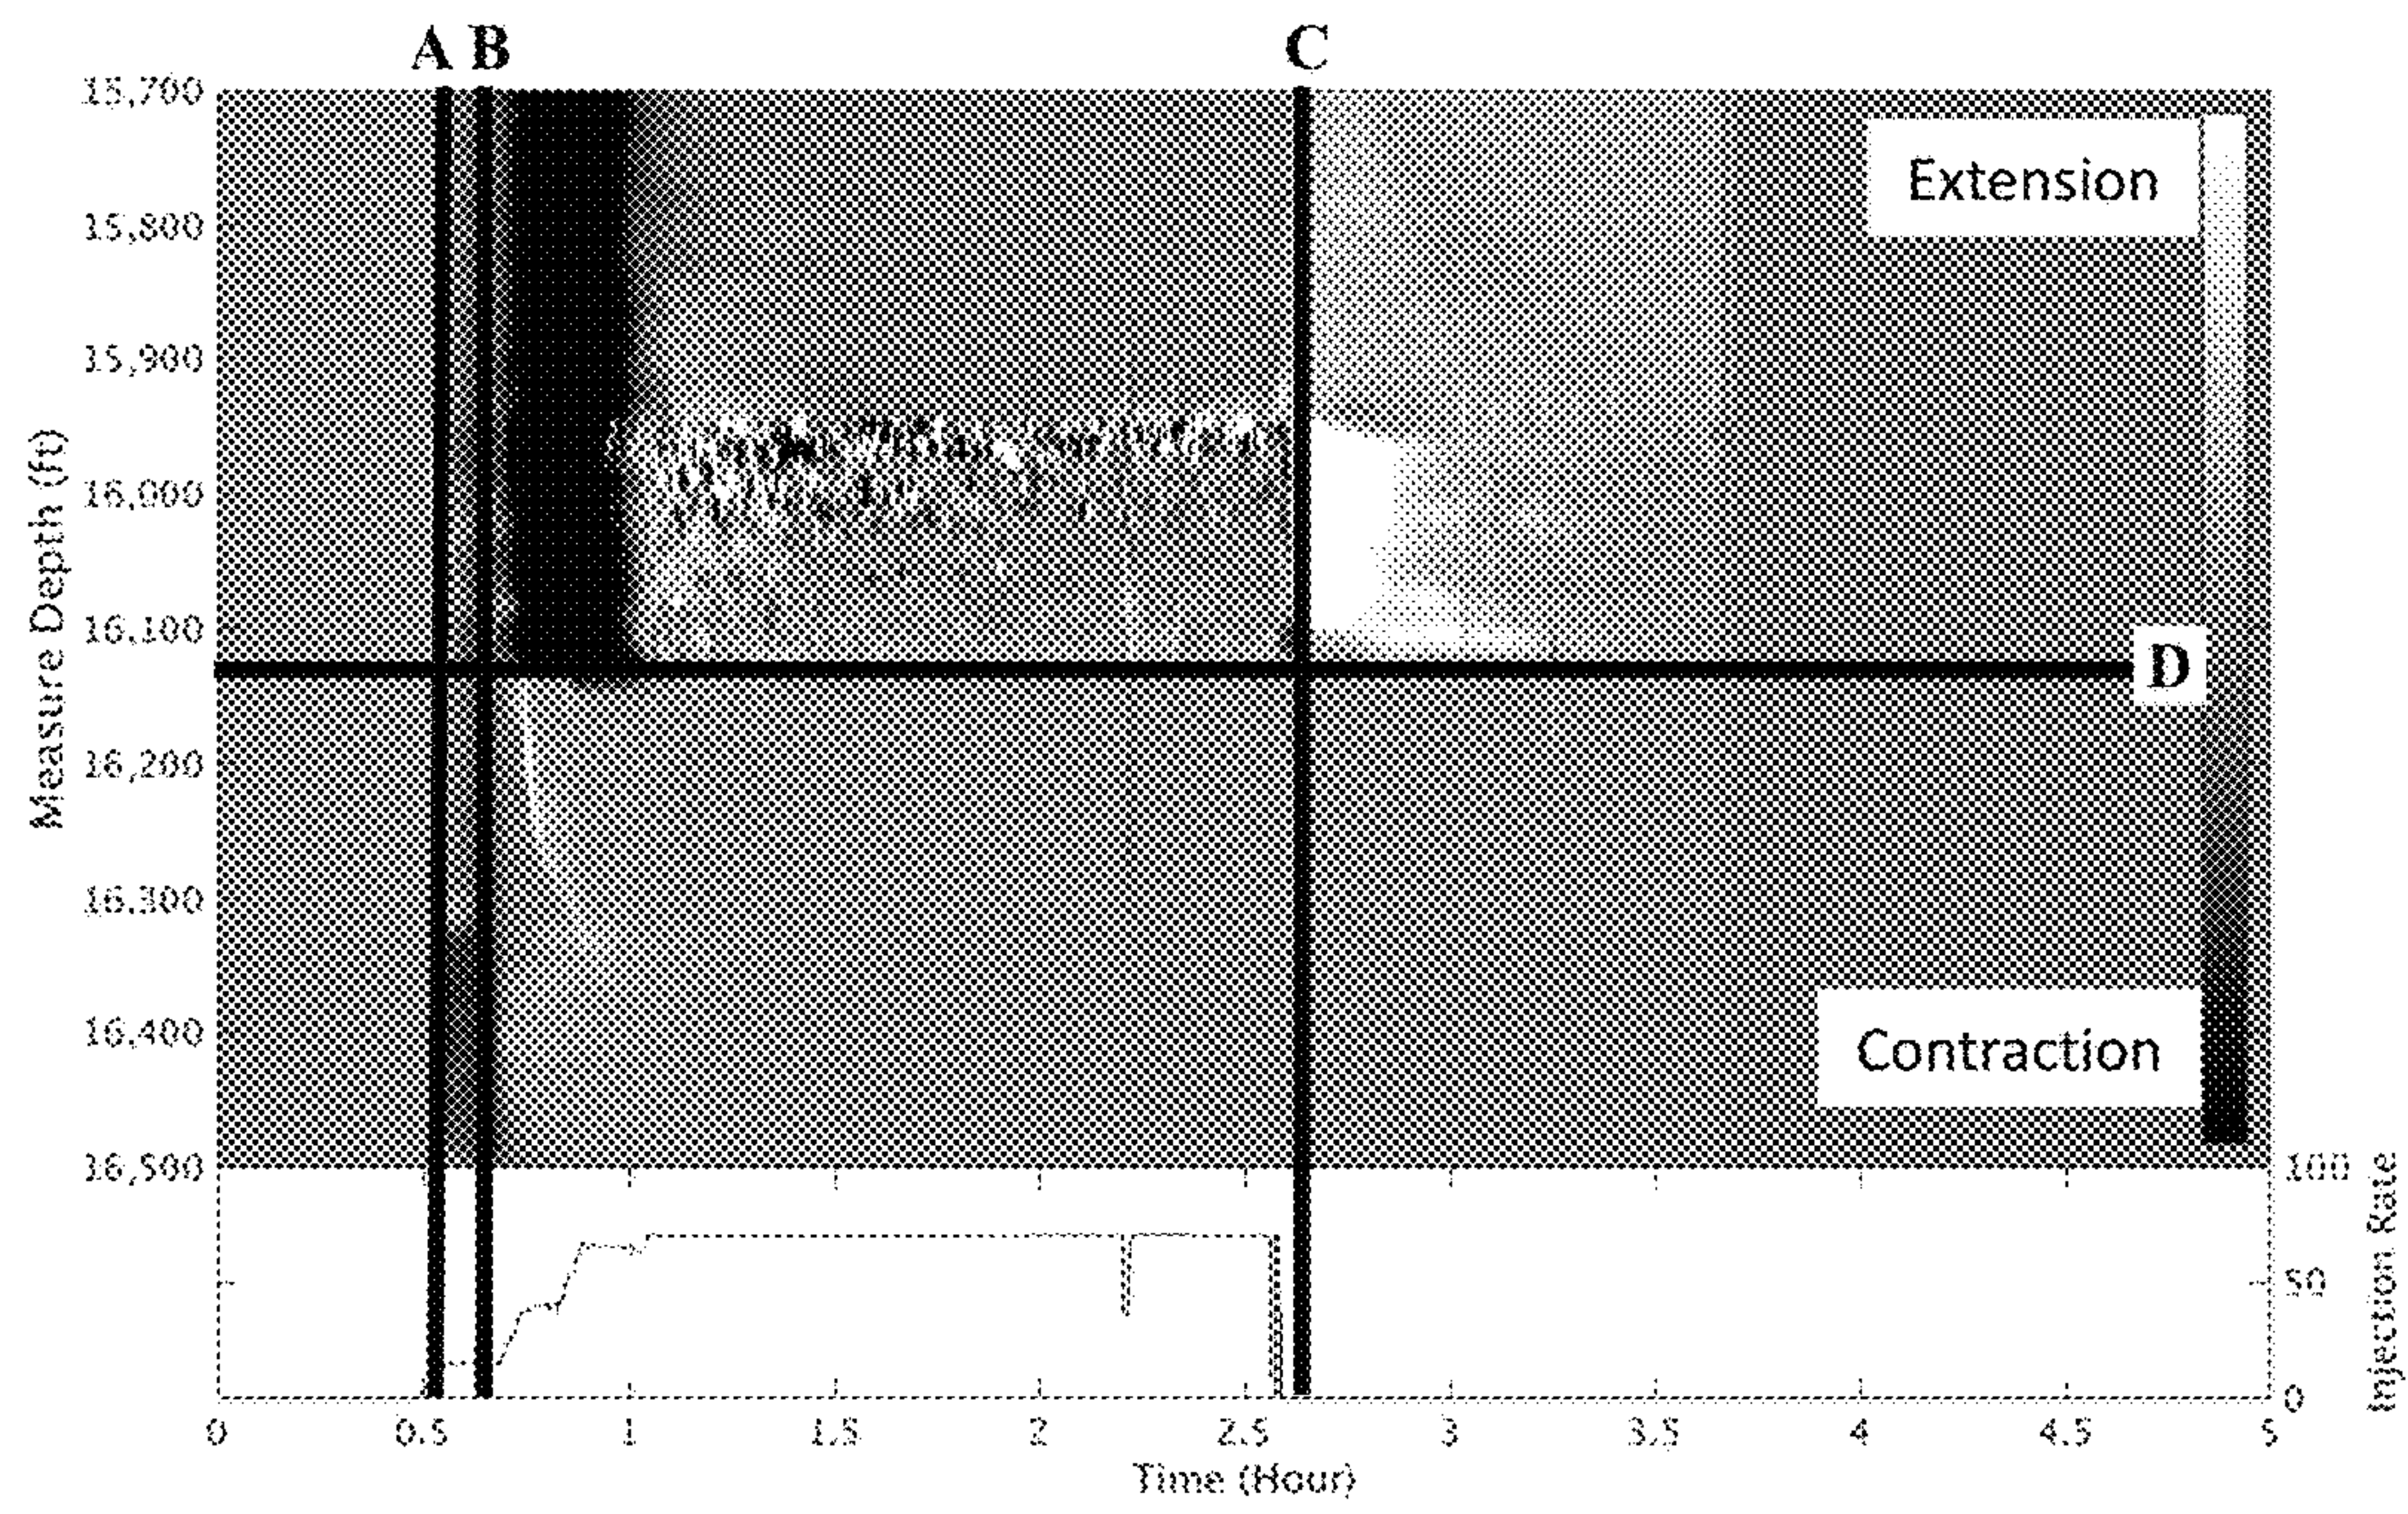 A B C
15,700
15,800
15,900
16,000
16,100
16,200
16,300
16,400
16,500
Measure Depth (ft)
Extension
D
Contraction
100
50
0
Injection Rate
0 0.5 1 1.5 2 2.5 3 3.5 4 4.5 5
Time (Hour)